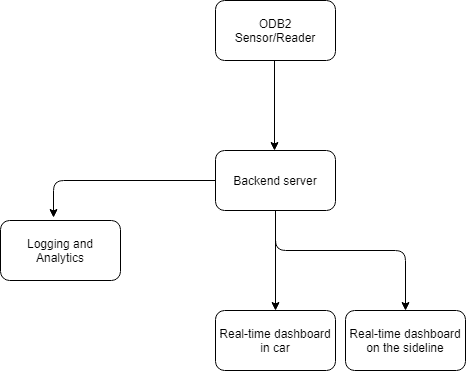 ODB2
Sensor/Reader
Backend server
Logging and
Analytics
Real-time dashboard
in car
Real-time dashboard
on the sideline